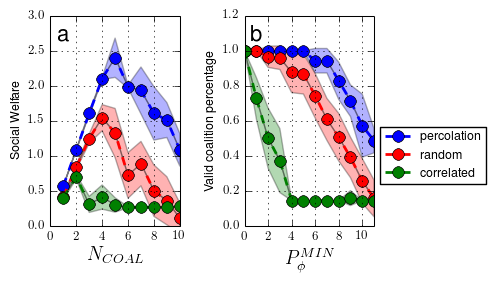 a
Social Welfare
3.0
2.5
2.0
1.5
1.0
0.5
0.0
0 2 4 6 8 10
N_COAL
b
Valid coalition percentage
1.2
1.0
0.8
0.6
0.4
0.2
0.0
0 2 4 6 8 10
P_ϕ^MIN
percolation
random
correlated